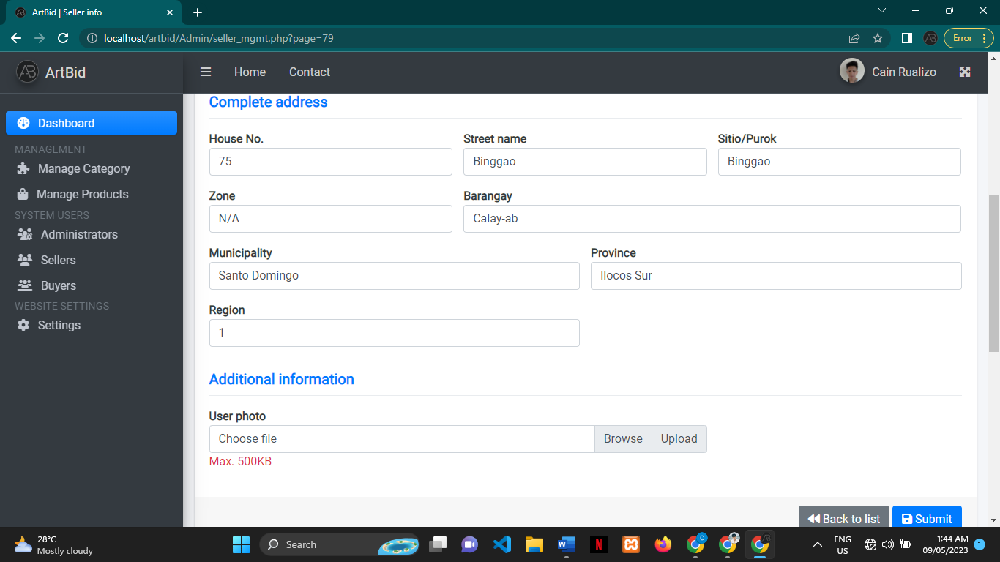 ArtBid | Seller info
localhost/artbid/Admin/seller_mgmt.php?page=79
Error
ArtBid
Home
Contact
Cain Rualizo
Dashboard
MANAGEMENT
Manage Category
Manage Products
SYSTEM USERS
Administrators
Sellers
Buyers
WEBSITE SETTINGS
Settings
Complete address
House No.
Street name
Sitio/Purok
75
Binggao
Binggao
Zone
Barangay
N/A
Calay-ab
Municipality
Province
Santo Domingo
Ilocos Sur
Region
1
Additional information
User photo
Choose file
Browse
Upload
Max. 500KB
Back to list
Submit
28°C
Mostly cloudy
Search
ENG
US
1:44 AM
09/05/2023
1